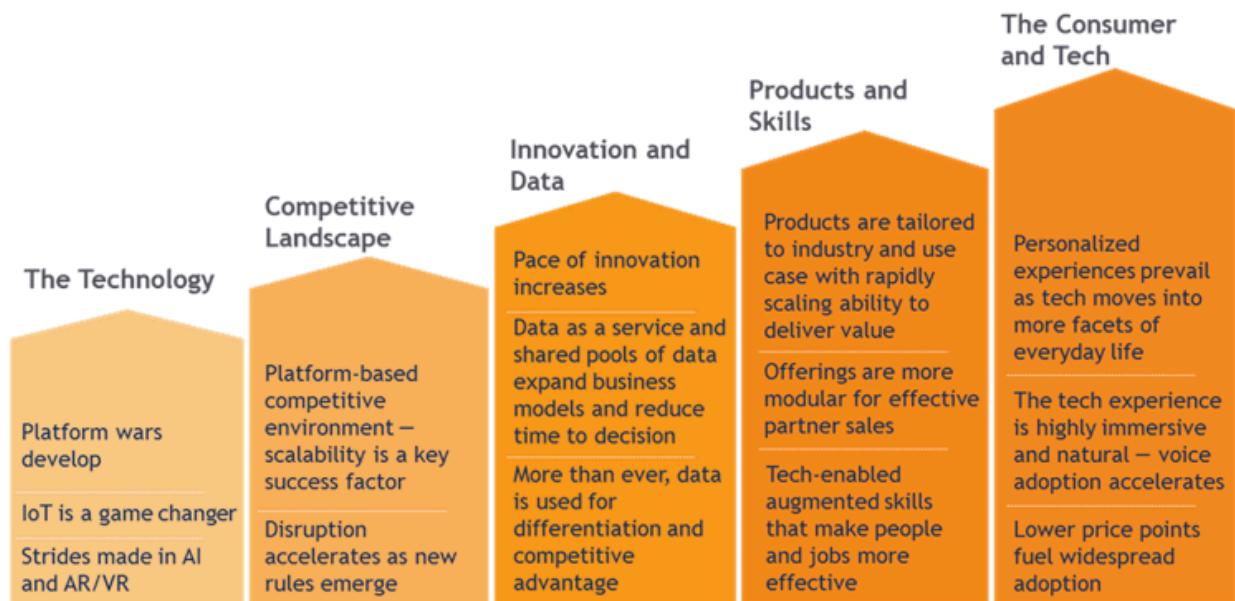 The Technology
Platform wars
develop
IoT is a game changer
Strides made in AI
and AR/VR
Competitive
Landscape
Platform-based
competitive
environment –
scalability is a key
success factor
Disruption
accelerates as new
rules emerge
Innovation and
Data
Pace of innovation
increases
Data as a service and
shared pools of data
expand business
models and reduce
time to decision
More than ever, data
is used for
differentiation and
competitive
advantage
Products and
Skills
Products are tailored
to industry and use
case with rapidly
scaling ability to
deliver value
Offerings are more
modular for effective
partner sales
Tech-enabled
augmented skills
that make people
and jobs more
effective
The Consumer
and Tech
Personalized
experiences prevail
as tech moves into
more facets of
everyday life
The tech experience
is highly immersive
and natural – voice
adoption accelerates
Lower price points
fuel widespread
adoption